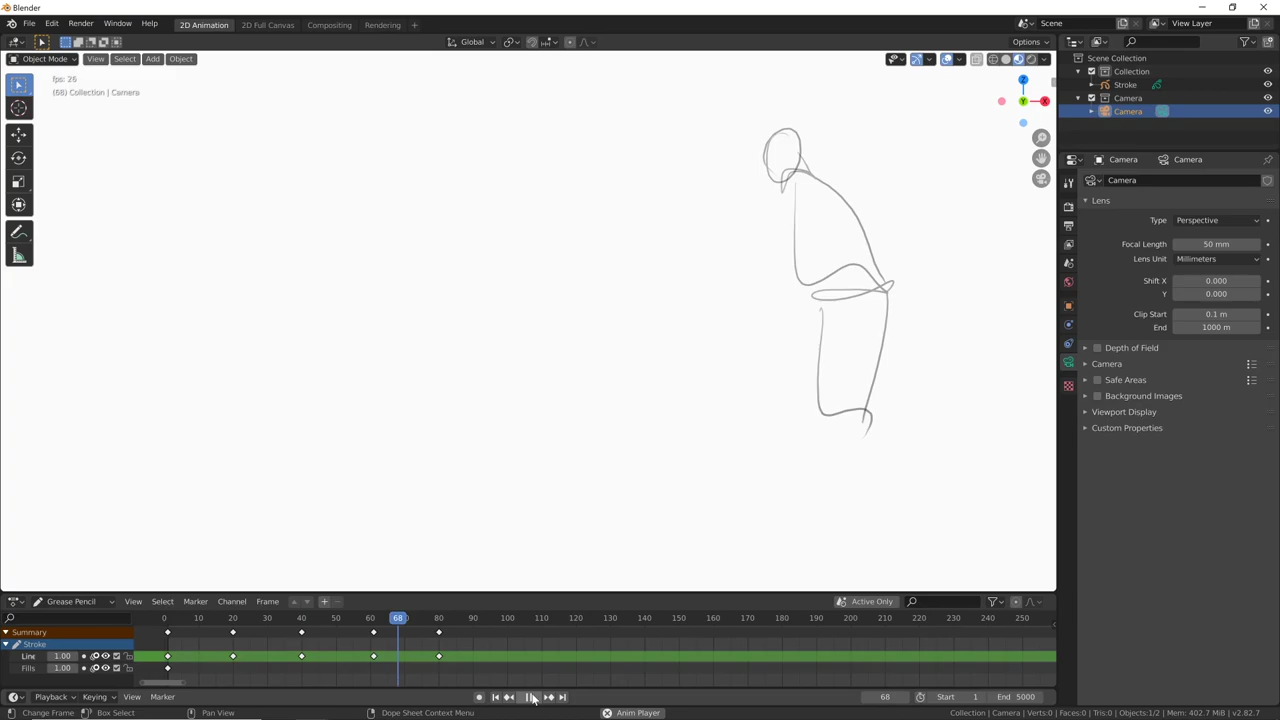 Blender
File Edit Render Window Help
2D Animation 2D Full Canvas Compositing Rendering +
Scene View Layer
Global Options
Object Mode View Select Add Object
Scene Collection
Collection
Stroke
Camera
Camera
fps: 26
(68) Collection | Camera
Z
Y X
Camera Camera
Camera
Lens
Type Perspective
Focal Length 50 mm
Lens Unit Millimeters
Shift X 0.000
Y 0.000
Clip Start 0.1 m
End 1000 m
Depth of Field
Camera
Safe Areas
Background Images
Viewport Display
Custom Properties
Grease Pencil View Select Marker Channel Frame Active Only
0 10 20 30 40 50 60 68 80 90 100 110 120 130 140 150 160 170 180 190 200 210 220 230 240 250
Summary
Stroke
Line 1.00
Fills 1.00
Playback Keying View Marker 68 Start 1 End 5000
Change Frame Box Select Pan View Dope Sheet Context Menu Anim Player Collection | Camera | Verts:0 | Faces:0 | Tris:0 | Objects:1/2 | Mem: 402.7 MiB | v2.82.7